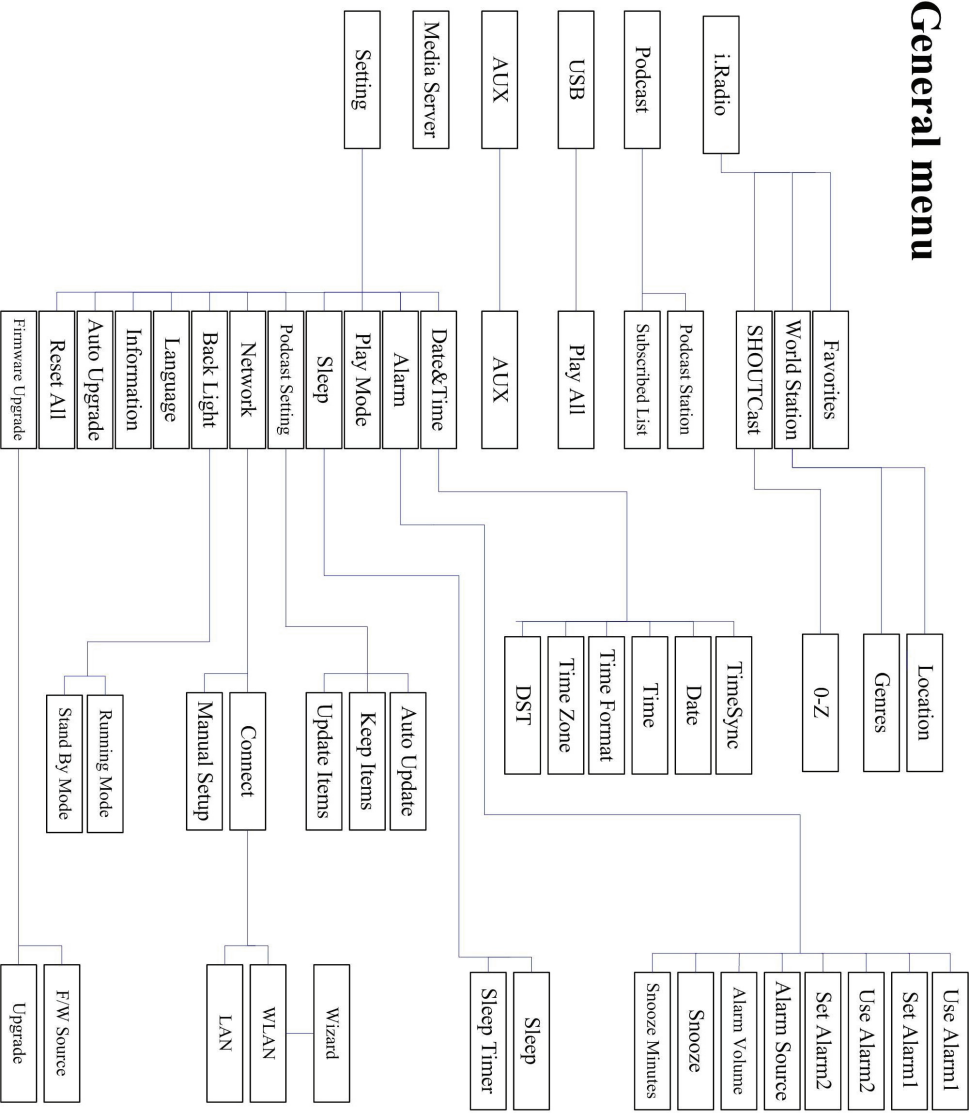 General menu
i.Radio
Favorites
World Station
SHOUTCast
Location
Genres
0-Z
Podcast
Podcast Station
Subscribed List
USB
Play All
AUX
AUX
Media Server
Setting
Date&Time
Alarm
Play Mode
Sleep
Podcast Setting
Network
Back Light
Language
Information
Auto Upgrade
Reset All
Firmware Upgrade
TimeSync
Date
Time
Time Format
Time Zone
DST
Use Alarm1
Set Alarm1
Use Alarm2
Set Alarm2
Alarm Source
Alarm Volume
Snooze
Snooze Minutes
Sleep
Sleep Timer
Auto Update
Keep Items
Update Items
Connect
Manual Setup
Wizard
WLAN
LAN
Running Mode
Stand By Mode
F/W Source
Upgrade